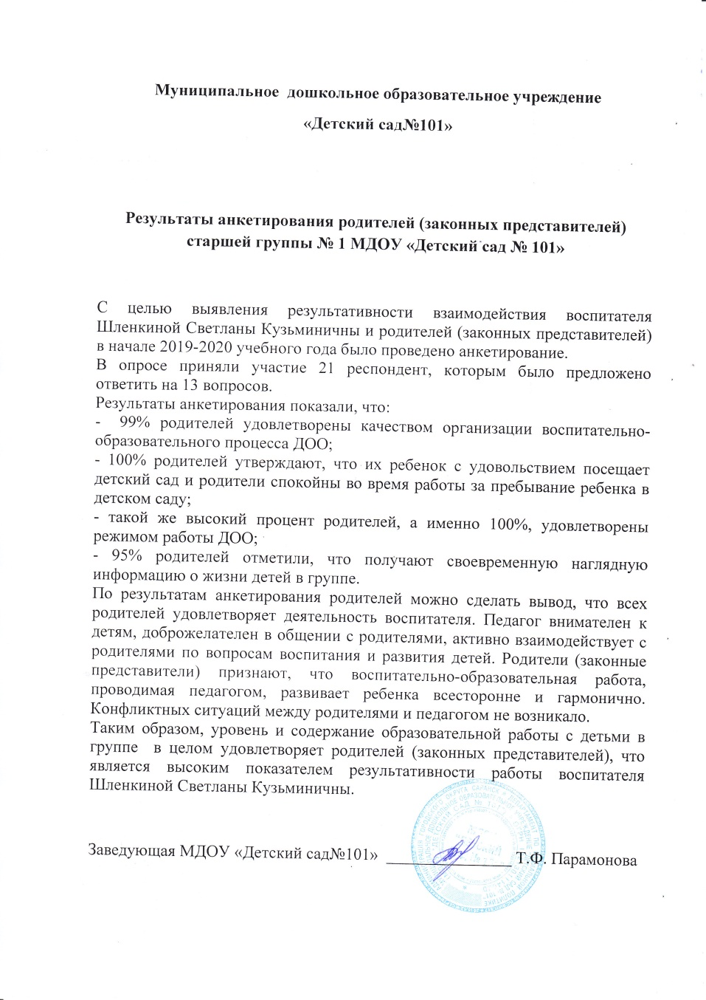 Муниципальное дошкольное образовательное учреждение
«Детский сад№101»
Результаты анкетирования родителей (законных представителей)
старшей группы № 1 МДОУ «Детский сад № 101»
С целью выявления результативности взаимодействия воспитателя
Шленкиной Светланы Кузьминичны и родителей (законных представителей)
в начале 2019-2020 учебного года было проведено анкетирование.
В опросе приняли участие 21 респондент, которым было предложено
ответить на 13 вопросов.
Результаты анкетирования показали, что:
- 99% родителей удовлетворены качеством организации воспитательно-
образовательного процесса ДОО;
- 100% родителей утверждают, что их ребенок с удовольствием посещает
детский сад и родители спокойны во время работы за пребывание ребенка в
детском саду;
- такой же высокий процент родителей, а именно 100%, удовлетворены
режимом работы ДОО;
- 95% родителей отметили, что получают своевременную наглядную
информацию о жизни детей в группе.
По результатам анкетирования родителей можно сделать вывод, что всех
родителей удовлетворяет деятельность воспитателя. Педагог внимателен к
детям, доброжелателен в общении с родителями, активно взаимодействует с
родителями по вопросам воспитания и развития детей. Родители (законные
представители) признают, что воспитательно-образовательная работа,
проводимая педагогом, развивает ребенка всесторонне и гармонично.
Конфликтных ситуаций между родителями и педагогом не возникало.
Таким образом, уровень и содержание образовательной работы с детьми в
группе в целом удовлетворяет родителей (законных представителей), что
является высоким показателем результативности работы воспитателя
Шленкиной Светланы Кузьминичны.
Заведующая МДОУ «Детский сад№101» __________________ Т.Ф. Парамонова